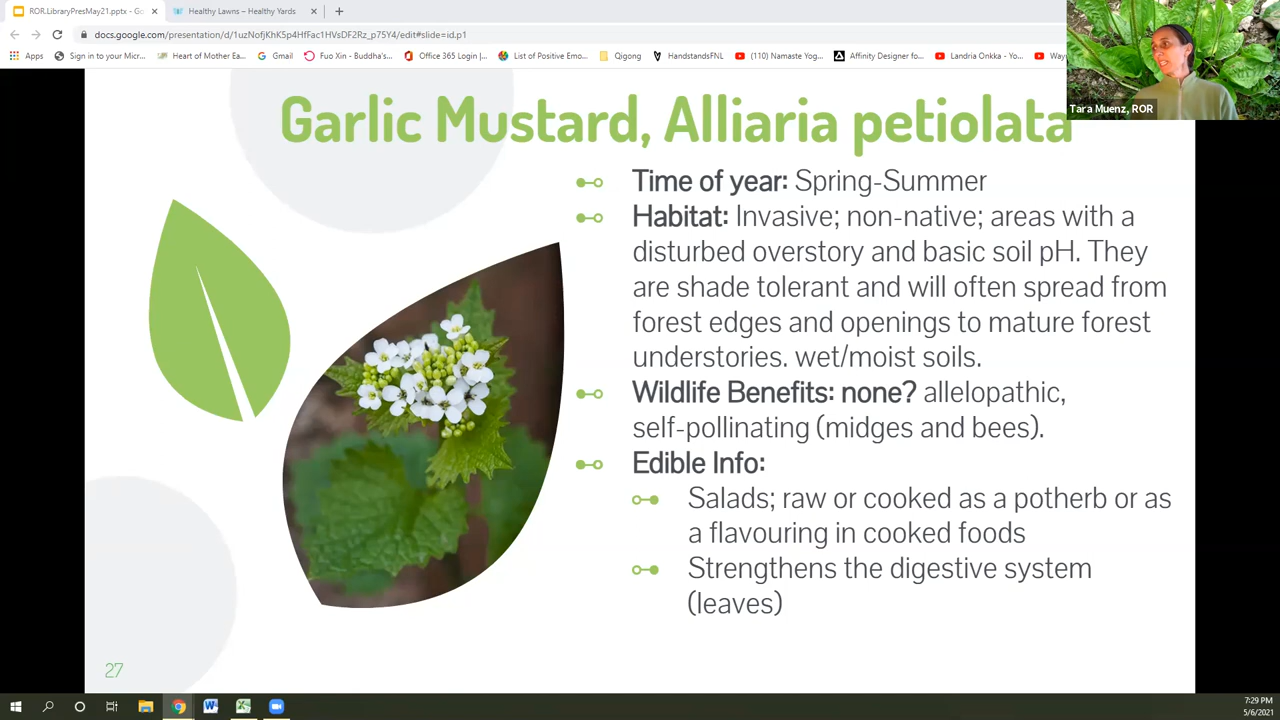 ROR.LibraryPresMay21.pptx - Go
Healthy Lawns – Healthy Yards
docs.google.com/presentation/d/1uzNofjKhK5p4HfFac1HVsDF2Rz_p75Y4/edit#slide=id.p1
Apps
Sign in to your Micr...
Heart of Mother Ea...
Gmail
Fuo Xin - Buddha's...
Office 365 Login |...
List of Positive Emo...
Qigong
HandstandsFNL
(110) Namaste Yog...
Affinity Designer fo...
Landria Onkka - Yo...
Way
Tara Muenz, ROR
Garlic Mustard, Alliaria petiolata
Time of year: Spring-Summer
Habitat: Invasive; non-native; areas with a
disturbed overstory and basic soil pH. They
are shade tolerant and will often spread from
forest edges and openings to mature forest
understories. wet/moist soils.
Wildlife Benefits: none? allelopathic,
self-pollinating (midges and bees).
Edible Info:
Salads; raw or cooked as a potherb or as
a flavouring in cooked foods
Strengthens the digestive system
(leaves)
27
7:29 PM
5/6/2021